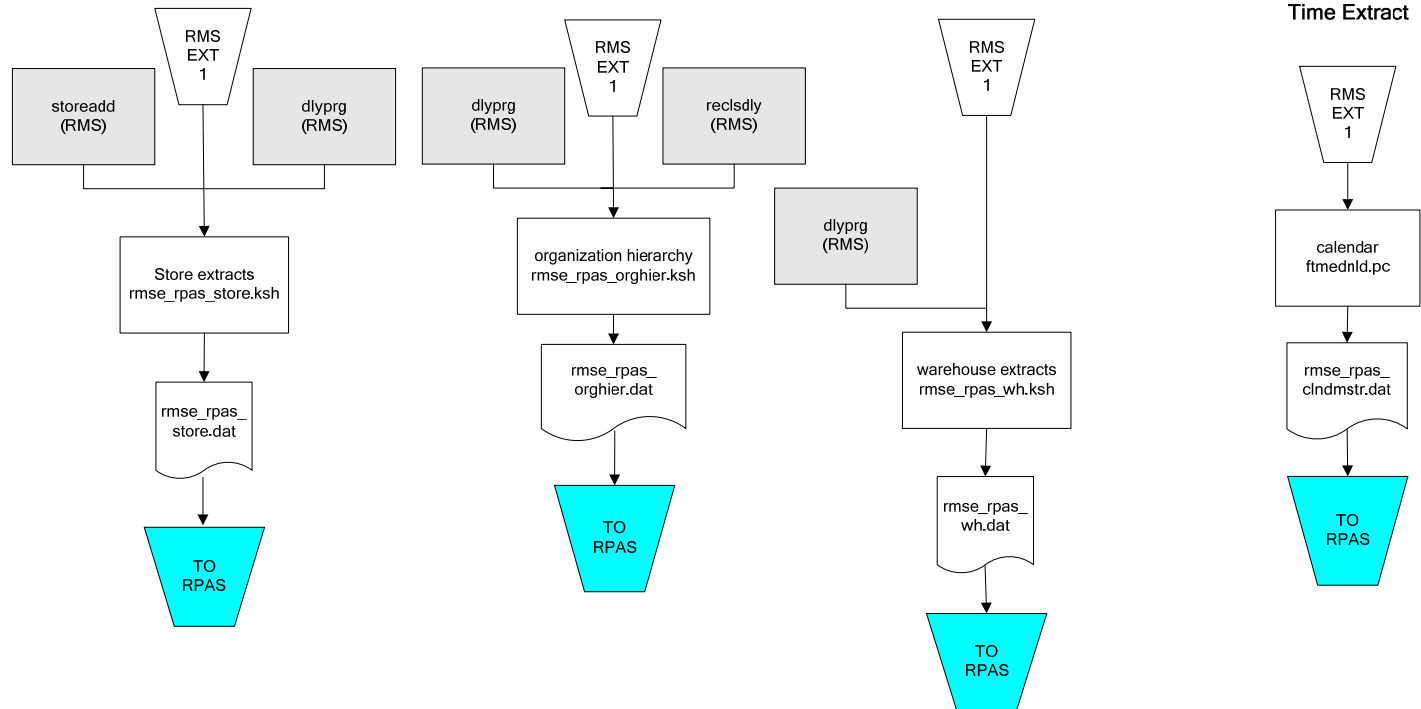 Time Extract
RMS
EXT
1
storeadd
(RMS)
dlyprg
(RMS)
Store extracts
rmse_rpas_store.ksh
rmse_rpas_
store.dat
TO
RPAS
RMS
EXT
1
dlyprg
(RMS)
reclsdly
(RMS)
organization hierarchy
rmse_rpas_orghier.ksh
rmse_rpas_
orghier.dat
TO
RPAS
RMS
EXT
1
dlyprg
(RMS)
warehouse extracts
rmse_rpas_wh.ksh
rmse_rpas_
wh.dat
TO
RPAS
RMS
EXT
1
calendar
ftmednld.pc
rmse_rpas_
clndmstr.dat
TO
RPAS